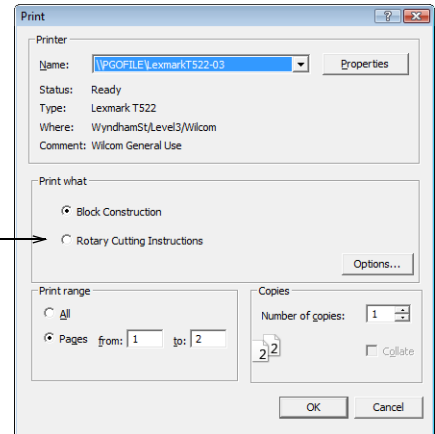 Print
Printer
Name: \\PGOFILE\LexmarkT522-03 Properties
Status: Ready
Type: Lexmark T522
Where: WyndhamSt/Level3/Wilcom
Comment: Wilcom General Use
Print what
Block Construction
Rotary Cutting Instructions
Options...
Print range
All
Pages from: 1 to: 2
Copies
Number of copies: 1
2 2
Collate
OK Cancel